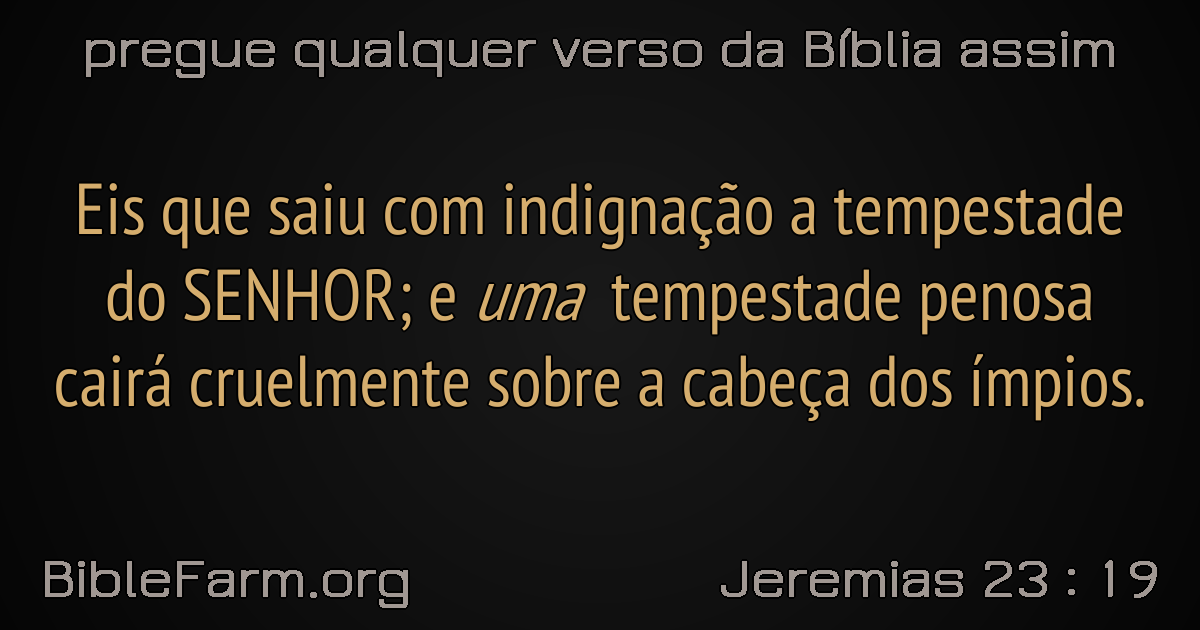 pregue qualquer verso da Bíblia assim
Eis que saiu com indignação a tempestade
do SENHOR; e uma tempestade penosa
cairá cruelmente sobre a cabeça dos ímpios.
BibleFarm.org
Jeremias 23 : 19